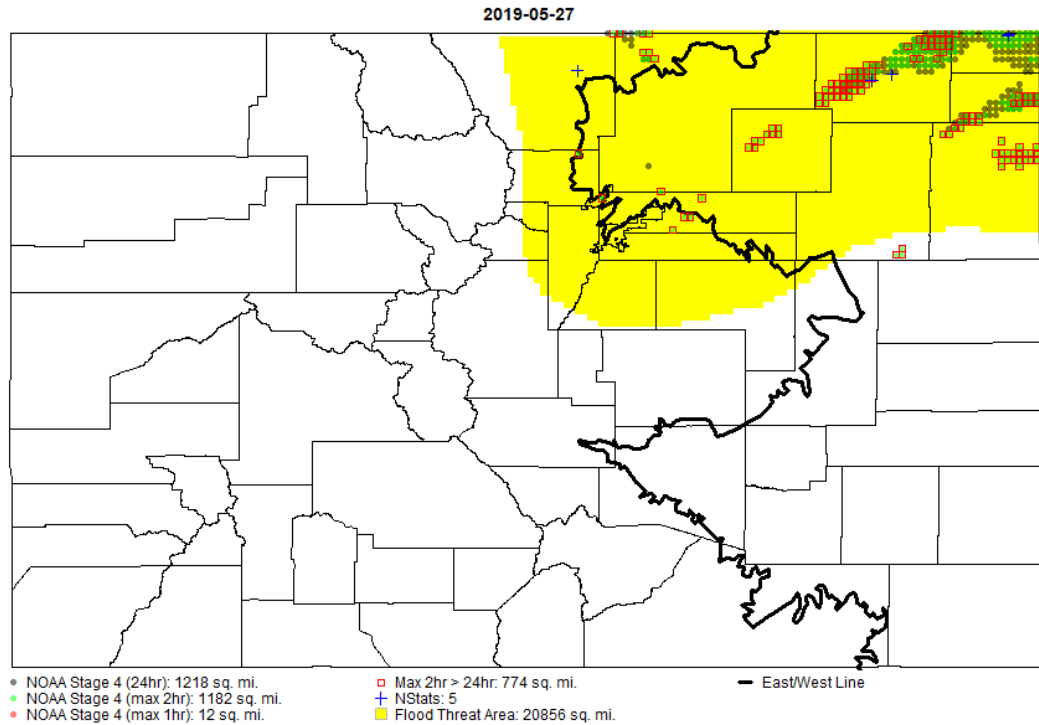 2019-05-27
NOAA Stage 4 (24hr): 1218 sq. mi.
NOAA Stage 4 (max 2hr): 1182 sq. mi.
NOAA Stage 4 (max 1hr): 12 sq. mi.
Max 2hr > 24hr: 774 sq. mi.
NStats: 5
Flood Threat Area: 20856 sq. mi.
East/West Line